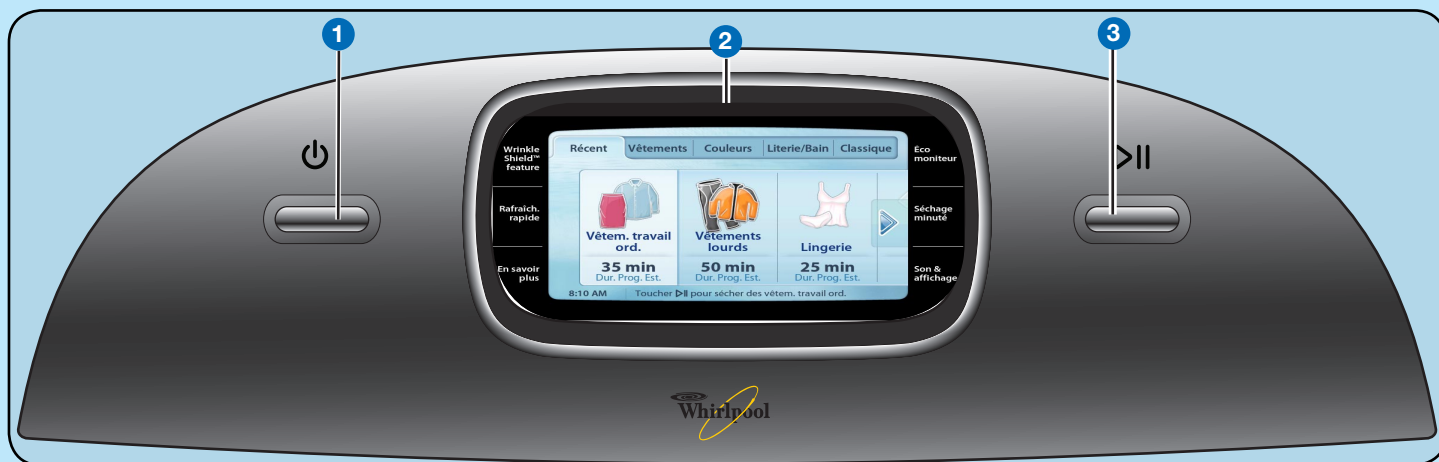 1
2
3
Wrinkle
Shield™
feature
Rafraîch.
rapide
En savoir
plus
Récent
Vêtements
Couleurs
Literie/Bain
Classique
Vêtem. travail
ord.
35 min
Dur. Prog. Est.
Vêtements
lourds
50 min
Dur. Prog. Est.
Lingerie
25 min
Dur. Prog. Est.
8:10 AM
Toucher ▷II pour sécher des vêtem. travail ord.
Éco
moniteur
Séchage
minuté
Son &
affichage
Whirlpool